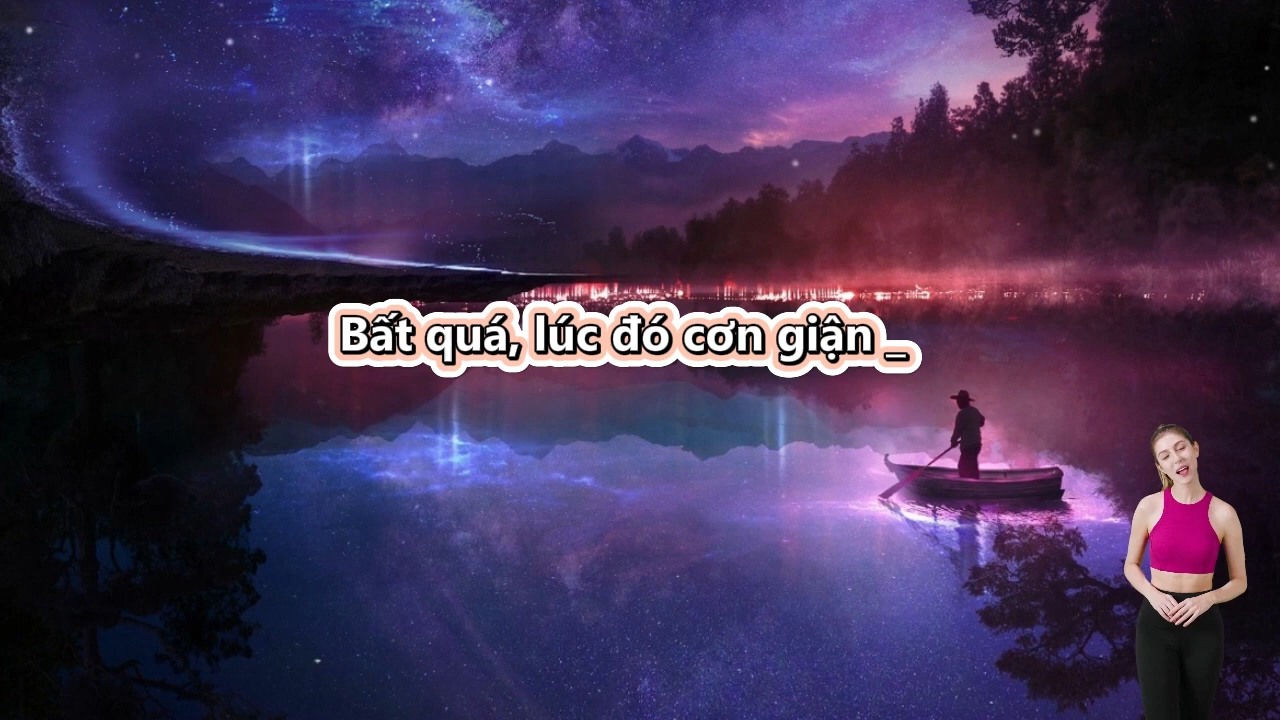 Bất quá, lúc đó cơn giận _